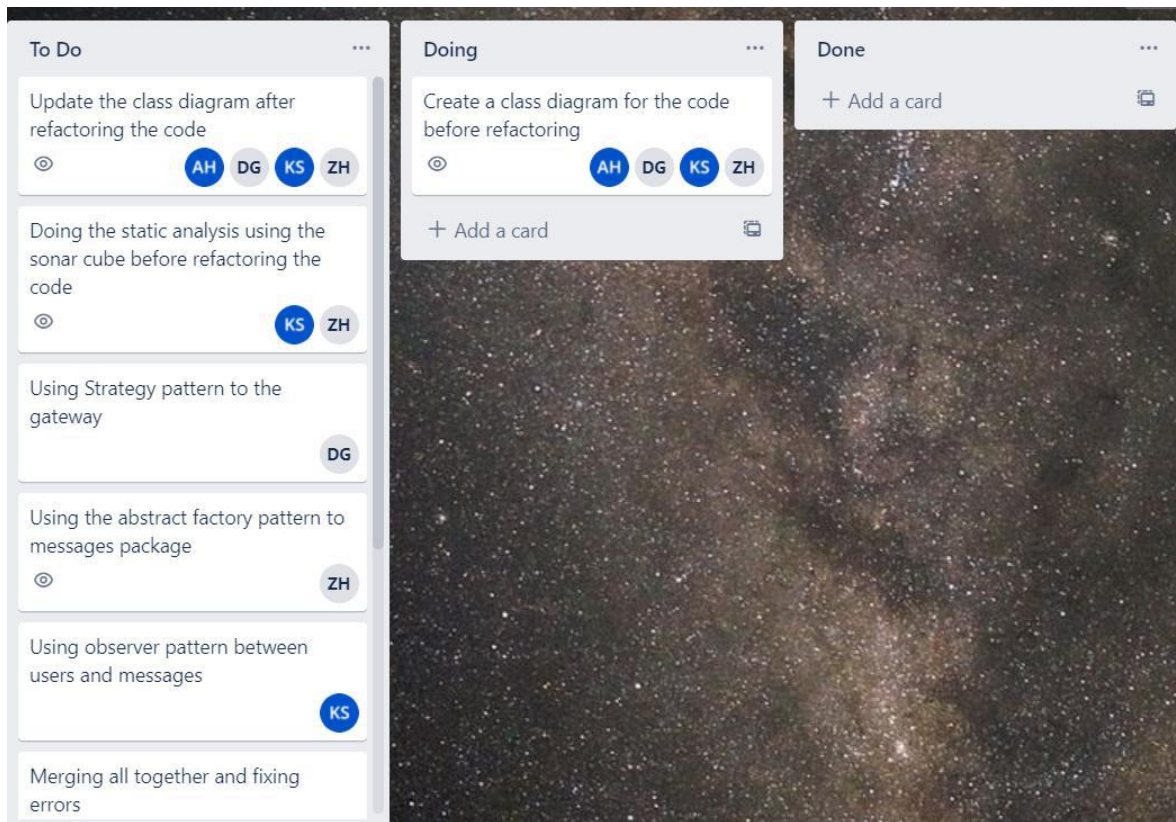 To Do
Update the class diagram after
refactoring the code
AH DG KS ZH
Doing the static analysis using the
sonar cube before refactoring the
code
KS ZH
Using Strategy pattern to the
gateway
DG
Using the abstract factory pattern to
messages package
ZH
Using observer pattern between
users and messages
KS
Merging all together and fixing
errors
Doing
Create a class diagram for the code
before refactoring
AH DG KS ZH
+ Add a card
Done
+ Add a card